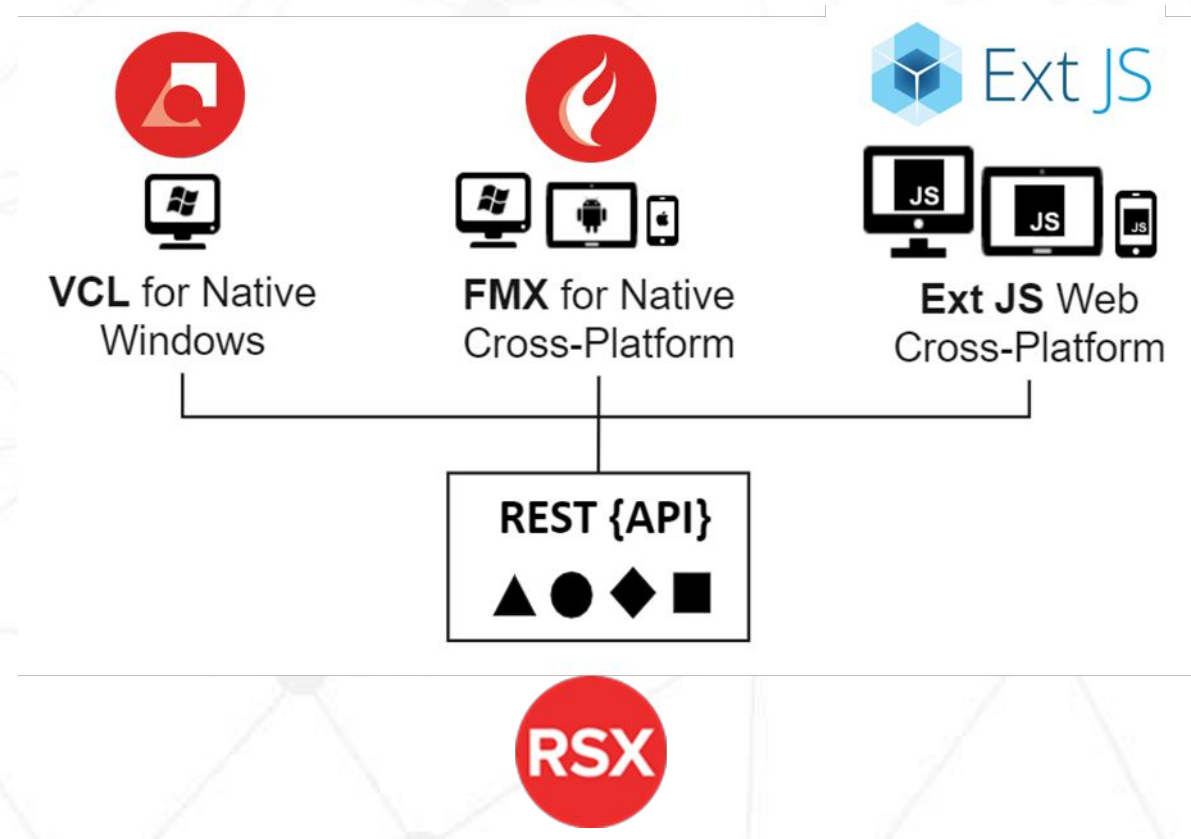 Ext JS
JS
JS
JS
VCL for Native
Windows
FMX for Native
Cross-Platform
Ext JS Web
Cross-Platform
REST {API}
RSX